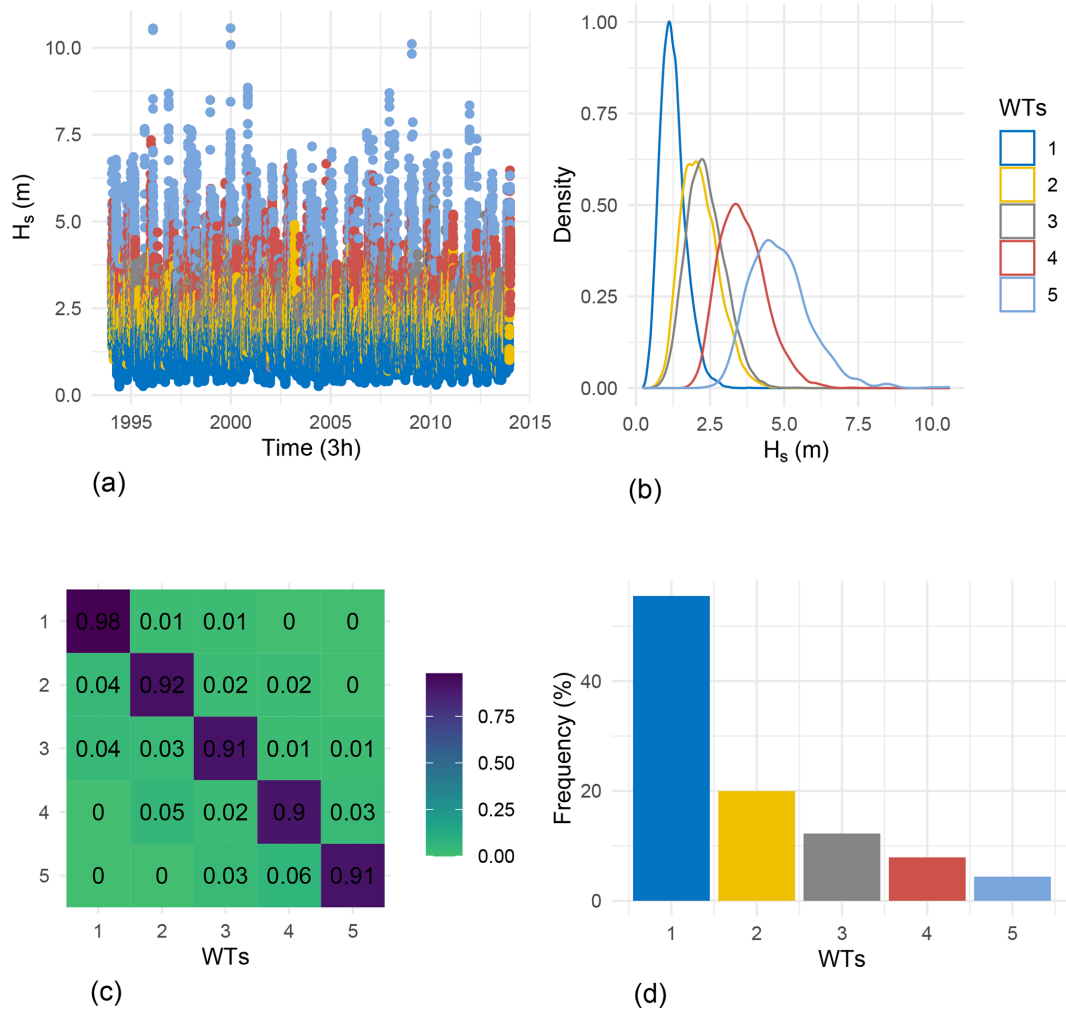 10.0
7.5
5.0
2.5
0.0
Hs (m)
1995 2000 2005 2010 2015
Time (3h)
(a)
1.00
0.75
0.50
0.25
0.00
Density
0.0 2.5 5.0 7.5 10.0
Hs (m)
(b)
WTs
1
2
3
4
5
1 0.98 0.01 0.01 0 0
2 0.04 0.92 0.02 0.02 0
3 0.04 0.03 0.91 0.01 0.01
4 0 0.05 0.02 0.9 0.03
5 0 0 0.03 0.06 0.91
1 2 3 4 5
WTs
(c)
0.75
0.50
0.25
0.00
40
20
0
Frequency (%)
1 2 3 4 5
WTs
(d)